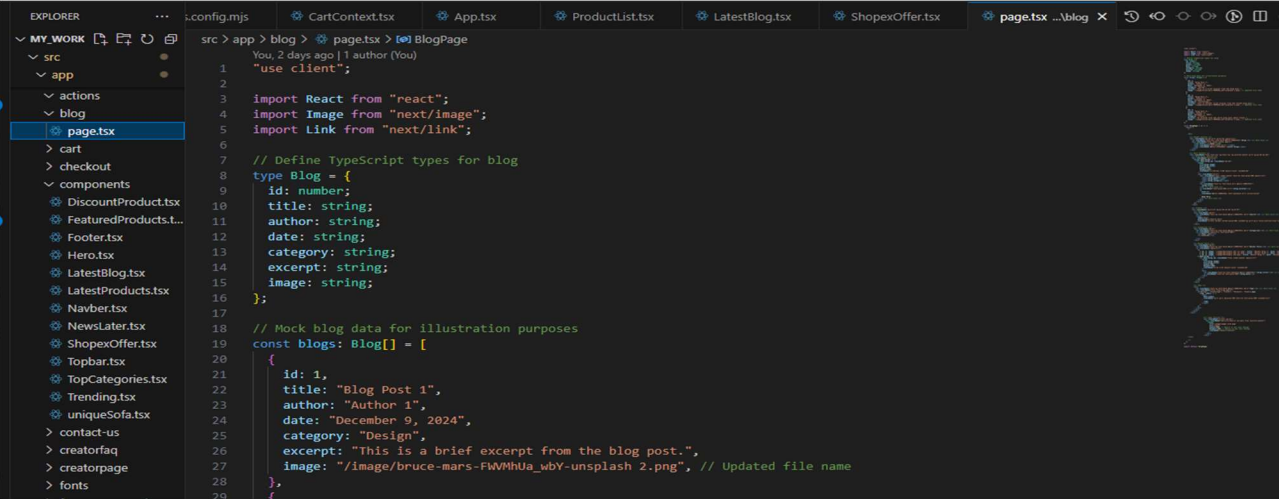 EXPLORER
s.config.mjs
CartContext.tsx
App.tsx
ProductList.tsx
LatestBlog.tsx
ShopexOffer.tsx
page.tsx ...\blog
MY_WORK
src
app
actions
blog
page.tsx
cart
checkout
components
DiscountProduct.tsx
FeaturedProducts.t...
Footer.tsx
Hero.tsx
LatestBlog.tsx
LatestProducts.tsx
Navber.tsx
NewsLater.tsx
ShopexOffer.tsx
Topbar.tsx
TopCategories.tsx
Trending.tsx
uniqueSofa.tsx
contact-us
creatorfaq
creatorpage
fonts
src > app > blog > page.tsx > BlogPage
You, 2 days ago | 1 author (You)
1 "use client";
2
3 import React from "react";
4 import Image from "next/image";
5 import Link from "next/link";
6
7 // Define TypeScript types for blog
8 type Blog = {
9 id: number;
10 title: string;
11 author: string;
12 date: string;
13 category: string;
14 excerpt: string;
15 image: string;
16 };
17
18 // Mock blog data for illustration purposes
19 const blogs: Blog[] = [
20 {
21 id: 1,
22 title: "Blog Post 1",
23 author: "Author 1",
24 date: "December 9, 2024",
25 category: "Design",
26 excerpt: "This is a brief excerpt from the blog post.",
27 image: "/image/bruce-mars-FWVMhUa_wbY-unsplash 2.png", // Updated file name
28 },
29 {